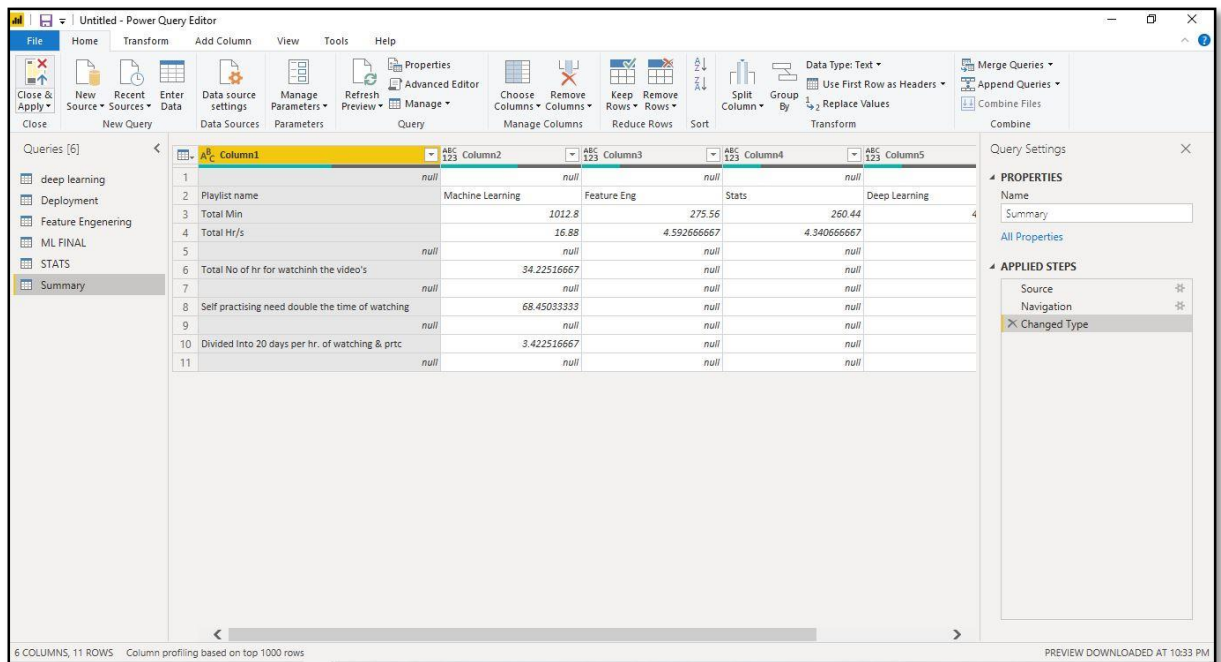 Untitled - Power Query Editor
File Home Transform Add Column View Tools Help
Close & Apply
New Source
Recent Sources
Enter Data
Data source settings
Manage Parameters
Refresh Preview
Properties
Advanced Editor
Manage
Choose Columns
Remove Columns
Keep Rows
Remove Rows
Split Column
Group By
Data Type: Text
Use First Row as Headers
Replace Values
Merge Queries
Append Queries
Combine Files
Close New Query Data Sources Parameters Query Manage Columns Reduce Rows Sort Transform Combine
Queries [6]
deep learning
Deployment
Feature Engenering
ML FINAL
STATS
Summary
ABC Column1 ABC 123 Column2 ABC 123 Column3 ABC 123 Column4 ABC 123 Column5
1 null null null null
2 Playlist name Machine Learning Feature Eng Stats Deep Learning
3 Total Min 1012.8 275.56 260.44 4
4 Total Hr/s 16.88 4.592666667 4.340666667
5 null null null null
6 Total No of hr for watchinh the video's 34.22516667 null null
7 null null null null
8 Self practising need double the time of watching 68.45033333 null null
9 null null null null
10 Divided Into 20 days per hr. of watching & prtc 3.422516667 null null
11 null null null null
Query Settings
PROPERTIES
Name
Summary
All Properties
APPLIED STEPS
Source
Navigation
Changed Type
6 COLUMNS, 11 ROWS Column profiling based on top 1000 rows PREVIEW DOWNLOADED AT 10:33 PM